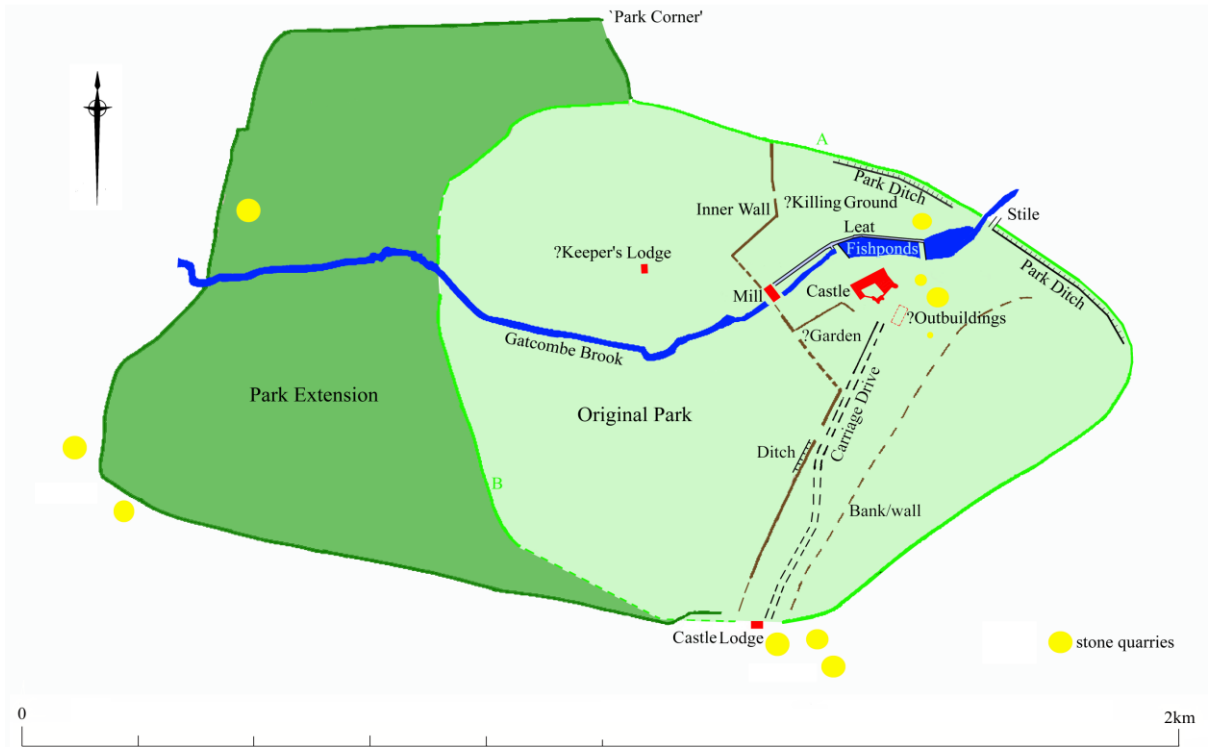 'Park Corner'
A
Park Ditch
Inner Wall
?Killing Ground
Stile
Leat
Fishponds
?Keeper's Lodge
Park Ditch
Mill
Castle
?Outbuildings
?Garden
Gatcombe Brook
Park Extension
Original Park
Carriage Drive
Ditch
B
Bank/wall
Castle Lodge
stone quarries
0
2km